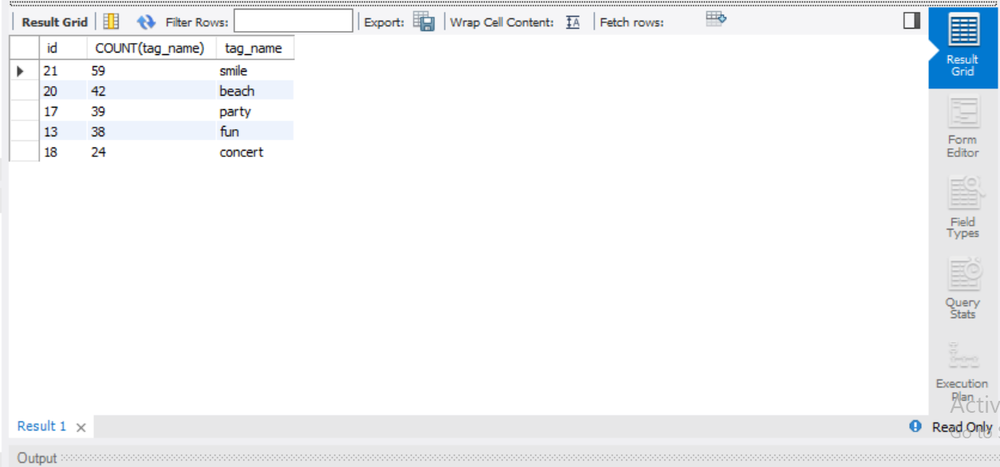 Result Grid Filter Rows: Export: Wrap Cell Content: IA Fetch rows:
id COUNT(tag_name) tag_name
21 59 smile
20 42 beach
17 39 party
13 38 fun
18 24 concert
Result
Grid
Form
Editor
Field
Types
Query
Stats
Execution
Plan
Activ
Result 1
Read Only
Go to S
Output